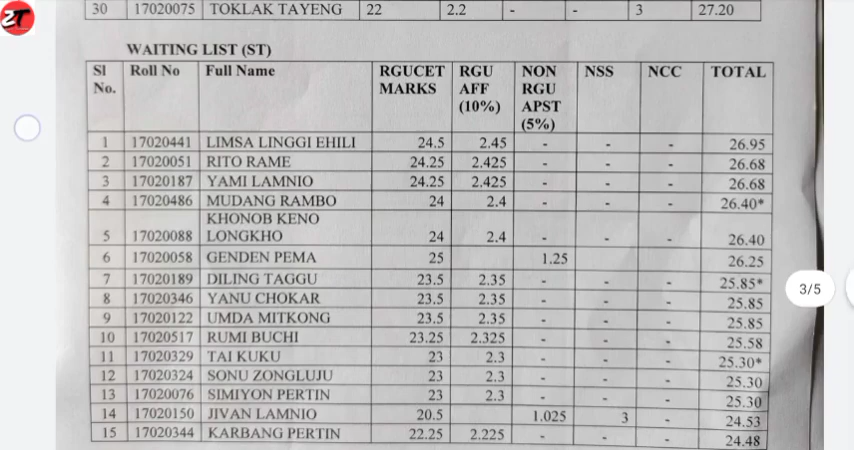 ZT
30 17020075 TOKLAK TAYENG 22 2.2 - - 3 27.20
WAITING LIST (ST)
Sl No. Roll No Full Name RGUCET MARKS RGU AFF (10%) NON RGU APST (5%) NSS NCC TOTAL
1 17020441 LIMSA LINGGI EHILI 24.5 2.45 - - - 26.95
2 17020051 RITO RAME 24.25 2.425 - - - 26.68
3 17020187 YAMI LAMNIO 24.25 2.425 - - - 26.68
4 17020486 MUDANG RAMBO 24 2.4 - - - 26.40*
5 17020088 KHONOB KENO LONGKHO 24 2.4 - - - 26.40
6 17020058 GENDEN PEMA 25 1.25 26.25
7 17020189 DILING TAGGU 23.5 2.35 - - - 25.85*
8 17020346 YANU CHOKAR 23.5 2.35 - - - 25.85
9 17020122 UMDA MITKONG 23.5 2.35 - - - 25.85
10 17020517 RUMI BUCHI 23.25 2.325 - - - 25.58
11 17020329 TAI KUKU 23 2.3 - - - 25.30*
12 17020324 SONU ZONGLUJU 23 2.3 - - - 25.30
13 17020076 SIMIYON PERTIN 23 2.3 - - - 25.30
14 17020150 JIVAN LAMNIO 20.5 1.025 3 - 24.53
15 17020344 KARBANG PERTIN 22.25 2.225 - - - 24.48
3/5